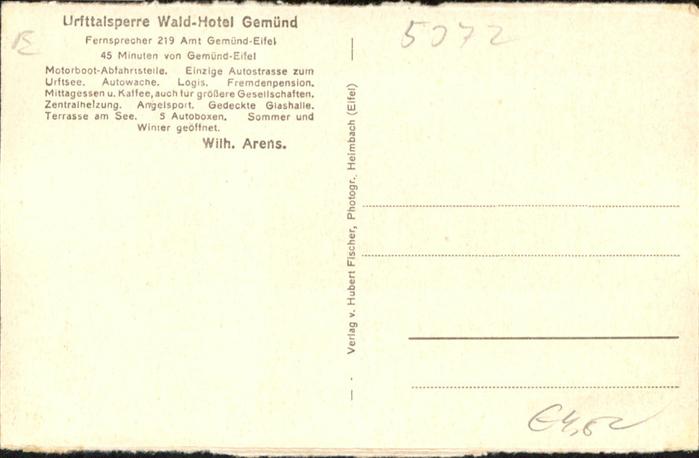 Urfttalsperre Wald-Hotel Gemünd
Fernsprecher 219 Amt Gemünd-Eifel
45 Minuten von Gemünd-Eifel
Motorboot-Abfahrtstelle. Einzige Autostrasse zum
Urftsee. Autowache. Logis. Fremdenpension.
Mittagessen u. Kaffee, auch für größere Gesellschaften.
Zentralheizung. Angelsport. Gedeckte Glashalle.
Terrasse am See. 5 Autoboxen. Sommer und
Winter geöffnet.
Wilh. Arens.
Verlag v. Hubert Fischer, Photogr. Heimbach (Eifel)
5072